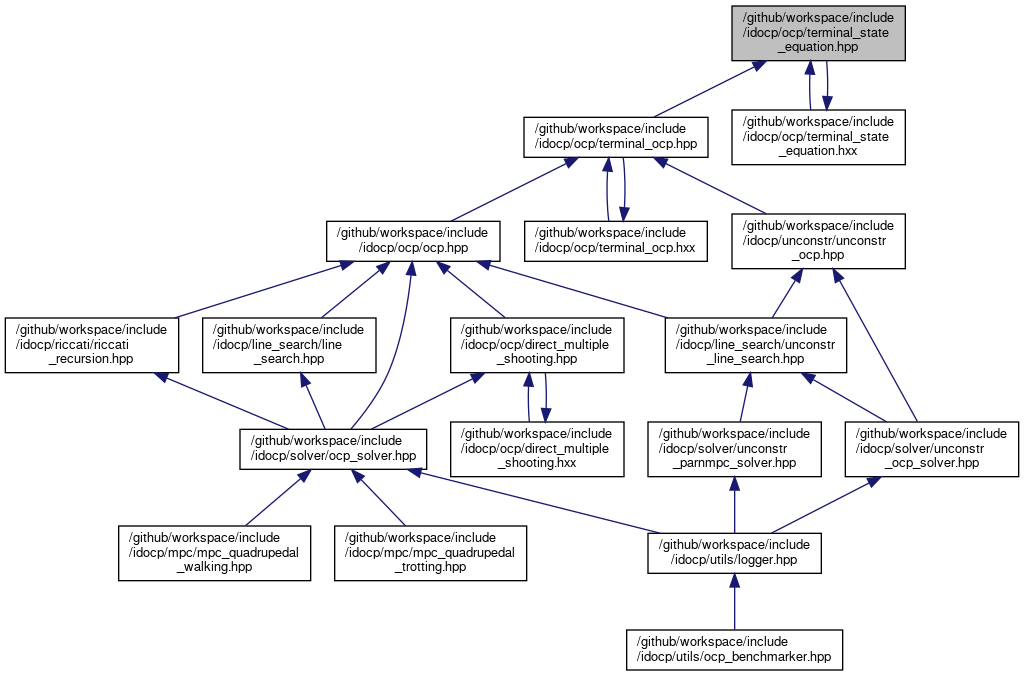 /github/workspace/include
/idocp/ocp/terminal_state
_equation.hpp
/github/workspace/include
/idocp/ocp/terminal_ocp.hpp
/github/workspace/include
/idocp/ocp/terminal_state
_equation.hxx
/github/workspace/include
/idocp/ocp/ocp.hpp
/github/workspace/include
/idocp/ocp/terminal_ocp.hxx
/github/workspace/include
/idocp/unconstr/unconstr
_ocp.hpp
/github/workspace/include
/idocp/riccati/riccati
_recursion.hpp
/github/workspace/include
/idocp/line_search/line
_search.hpp
/github/workspace/include
/idocp/ocp/direct_multiple
_shooting.hpp
/github/workspace/include
/idocp/line_search/unconstr
_line_search.hpp
/github/workspace/include
/idocp/solver/ocp_solver.hpp
/github/workspace/include
/idocp/ocp/direct_multiple
_shooting.hxx
/github/workspace/include
/idocp/solver/unconstr
_parnmpc_solver.hpp
/github/workspace/include
/idocp/solver/unconstr
_ocp_solver.hpp
/github/workspace/include
/idocp/mpc/mpc_quadrupedal
_walking.hpp
/github/workspace/include
/idocp/mpc/mpc_quadrupedal
_trotting.hpp
/github/workspace/include
/idocp/utils/logger.hpp
/github/workspace/include
/idocp/utils/ocp_benchmarker.hpp